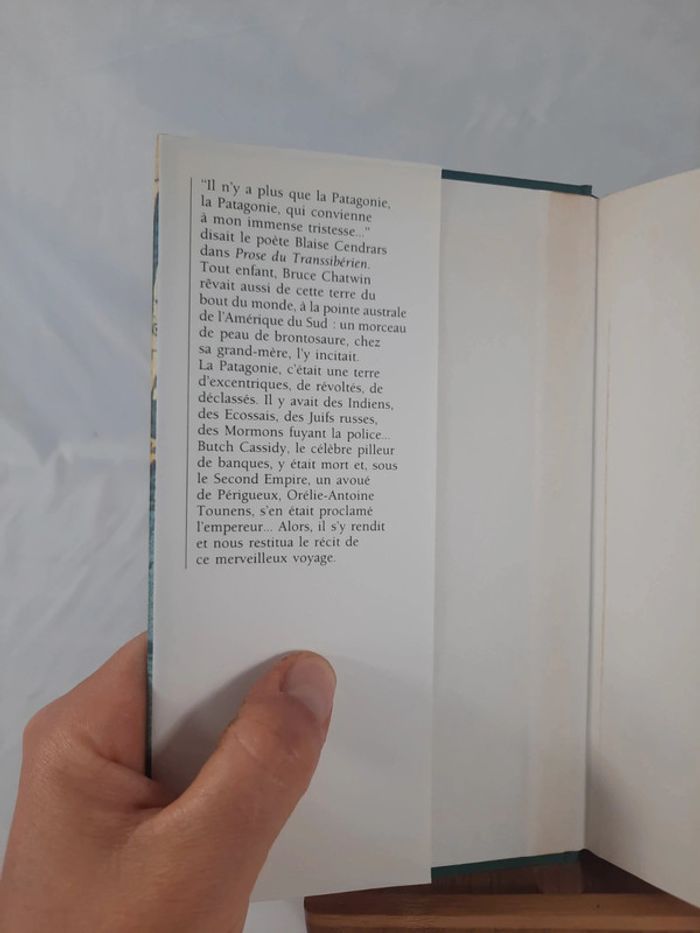 "Il n'y a plus que la Patagonie,
la Patagonie, qui convienne
à mon immense tristesse..."
disait le poète Blaise Cendrars
dans Prose du Transsibérien.
Tout enfant, Bruce Chatwin
rêvait aussi de cette terre du
bout du monde, à la pointe australe
de l'Amérique du Sud : un morceau
de peau de brontosaure, chez
sa grand-mère, l'y incitait.
La Patagonie, c'était une terre
d'excentriques, de révoltés, de
déclassés. Il y avait des Indiens,
des Ecossais, des Juifs russes,
des Mormons fuyant la police...
Butch Cassidy, le célèbre pilleur
de banques, y était mort et, sous
le Second Empire, un avoué
de Périgueux, Orélie-Antoine
Tounens, s'en était proclamé
l'empereur... Alors, il s'y rendit
et nous restitua le récit de
ce merveilleux voyage.